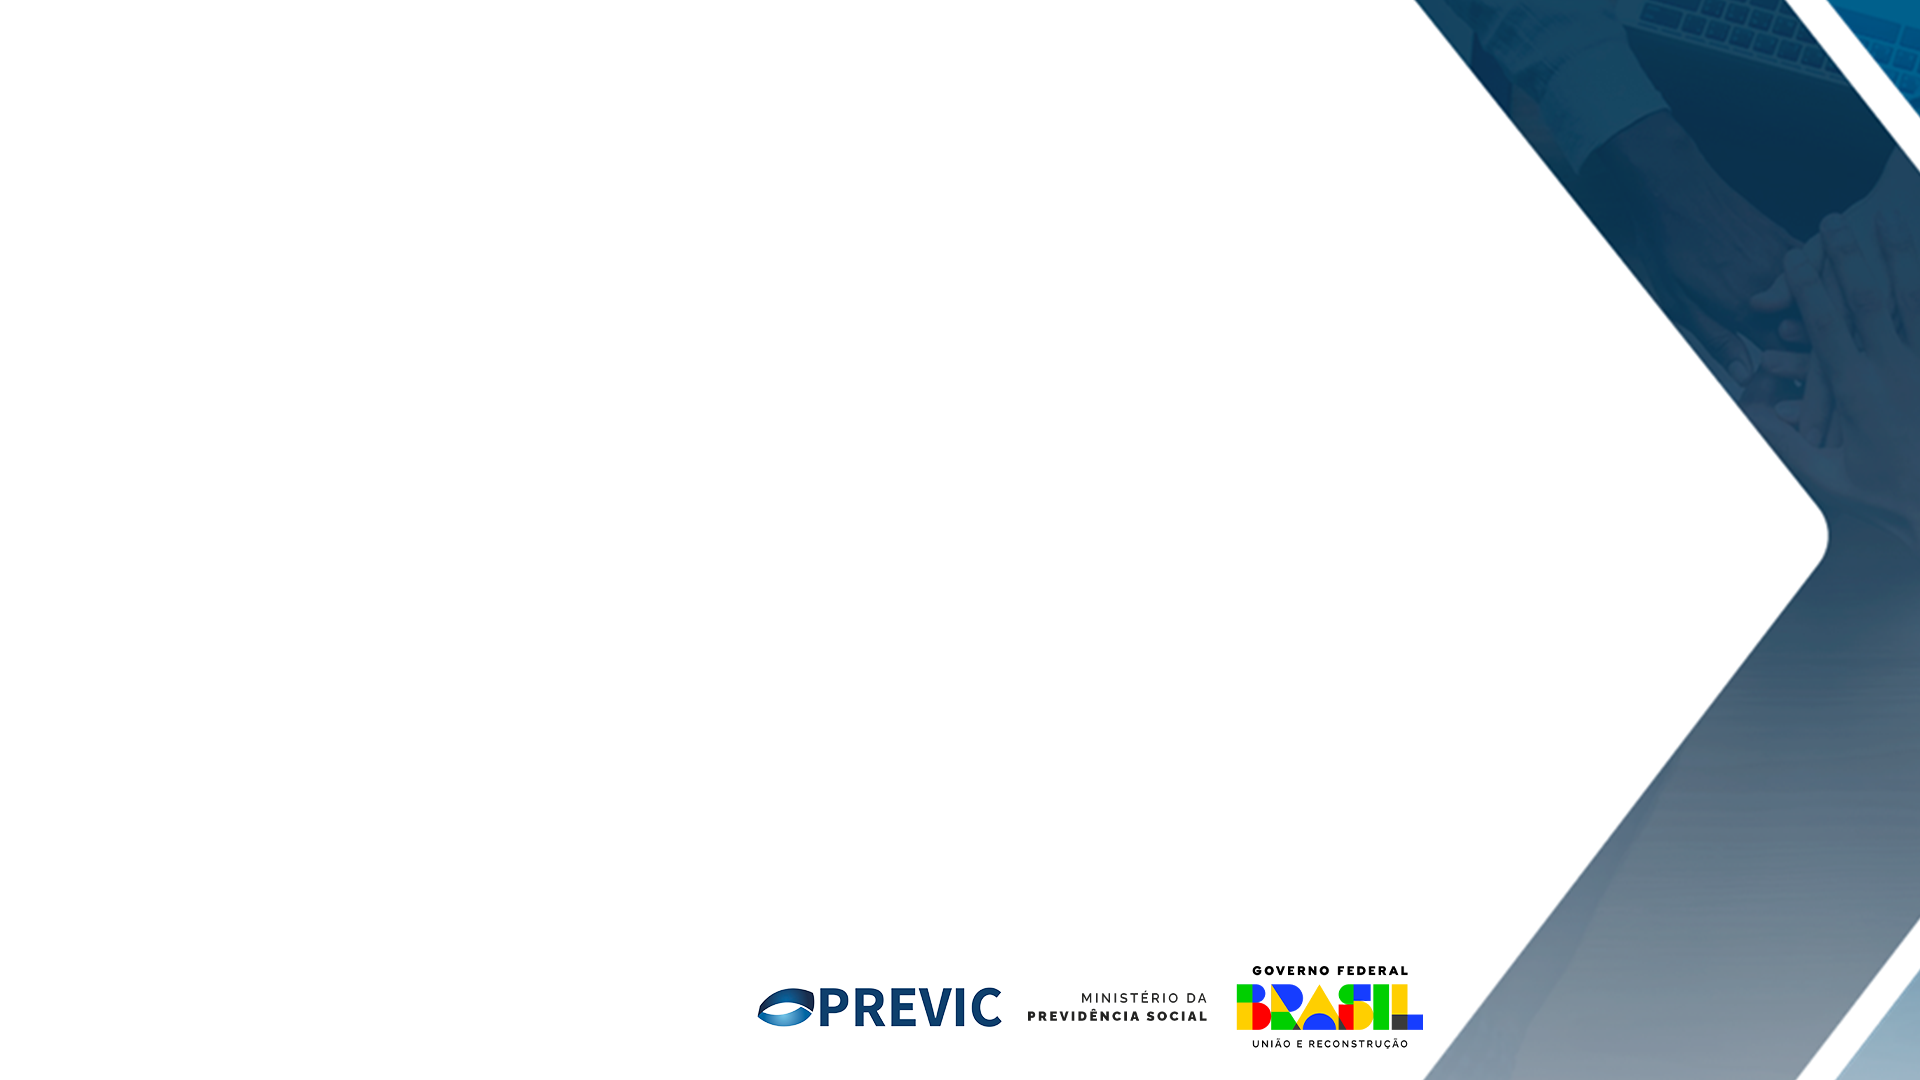 PREVIC
MINISTÉRIO DA
PREVIDÊNCIA SOCIAL
GOVERNO FEDERAL
BRASIL
UNIÃO E RECONSTRUÇÃO